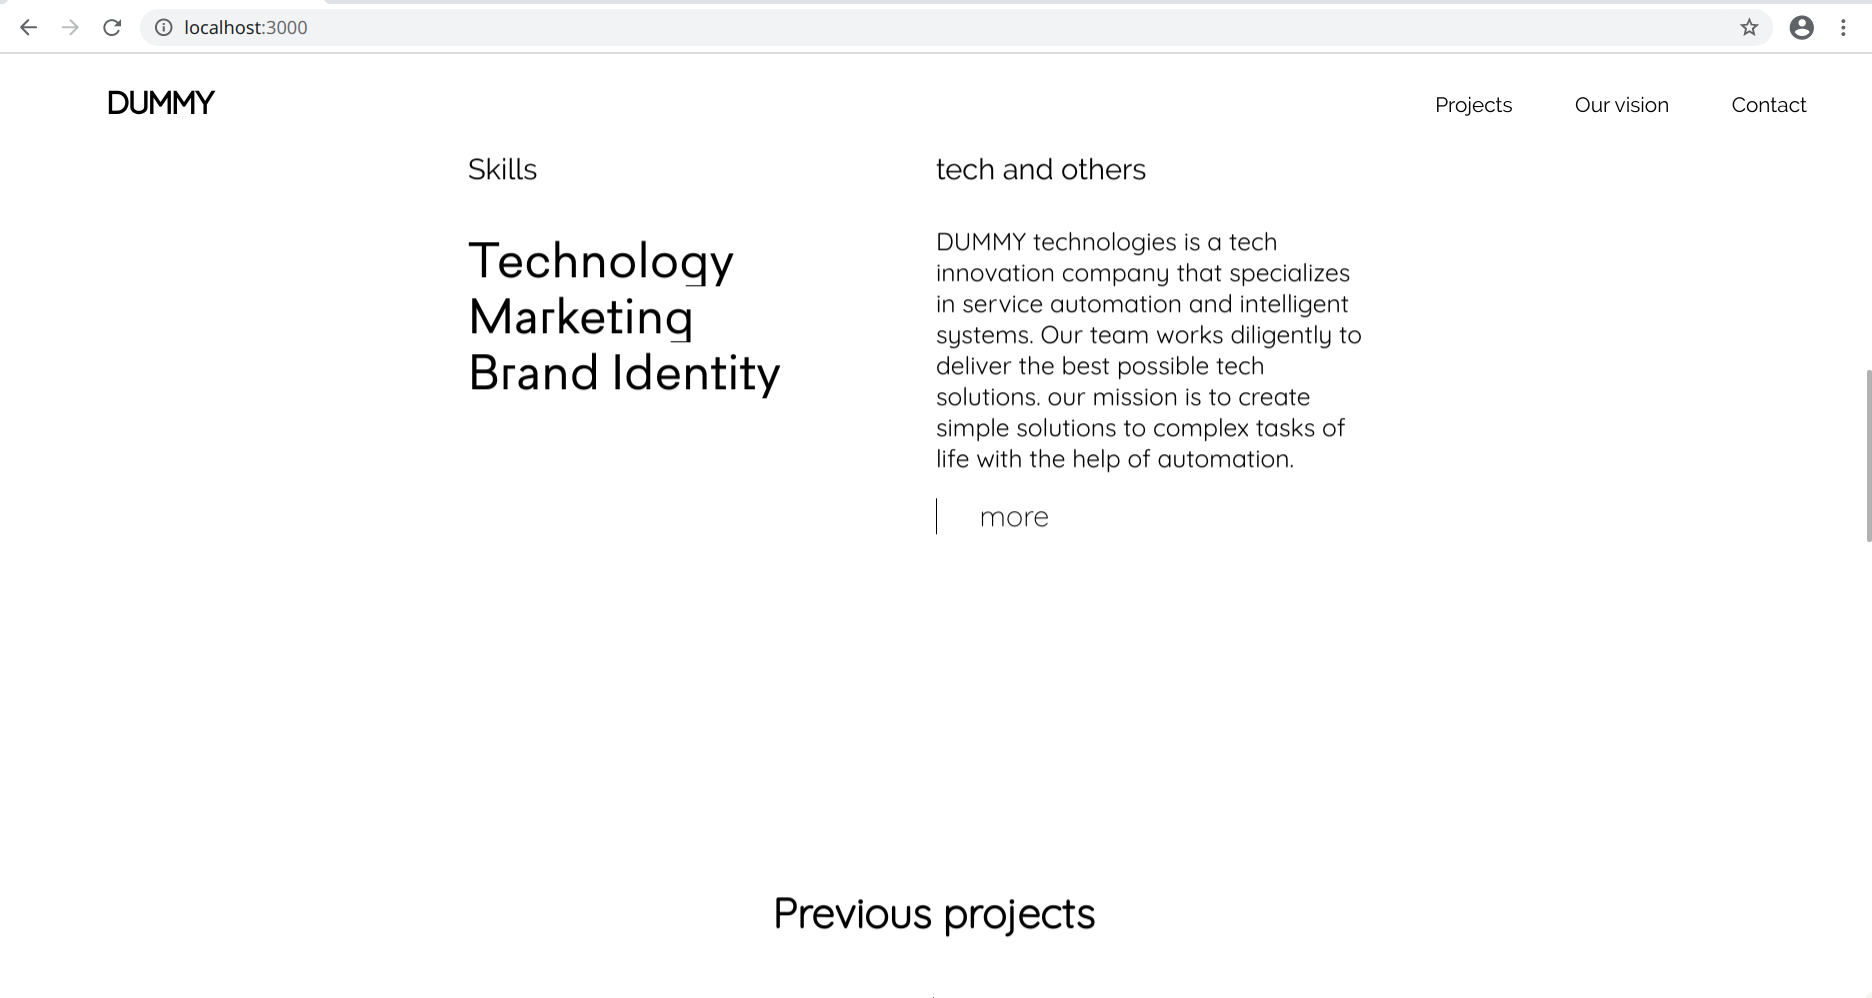 localhost:3000
DUMMY
Projects
Our vision
Contact
Skills
Technology
Marketing
Brand Identity
tech and others
DUMMY technologies is a tech
innovation company that specializes
in service automation and intelligent
systems. Our team works diligently to
deliver the best possible tech
solutions. our mission is to create
simple solutions to complex tasks of
life with the help of automation.
more
Previous projects